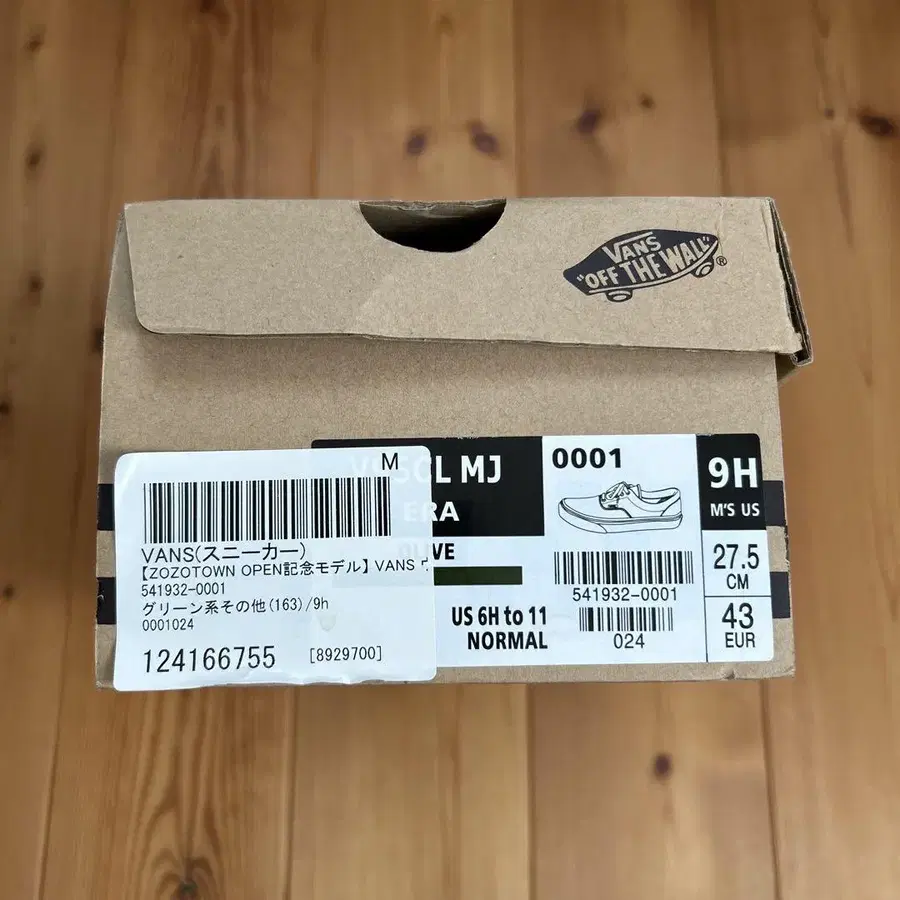 VANS
"OFF THE WALL"
®
M
VANS(スニーカー)
【ZOZOTOWN OPEN記念モデル】VANS
541932-0001
グリーン系その他(163)/9h
0001024
124166755 [8929700]
CL MJ
ERA
US 6H to 11
NORMAL
0001
541932-0001
024
9H
M'S US
27.5
CM
43
EUR